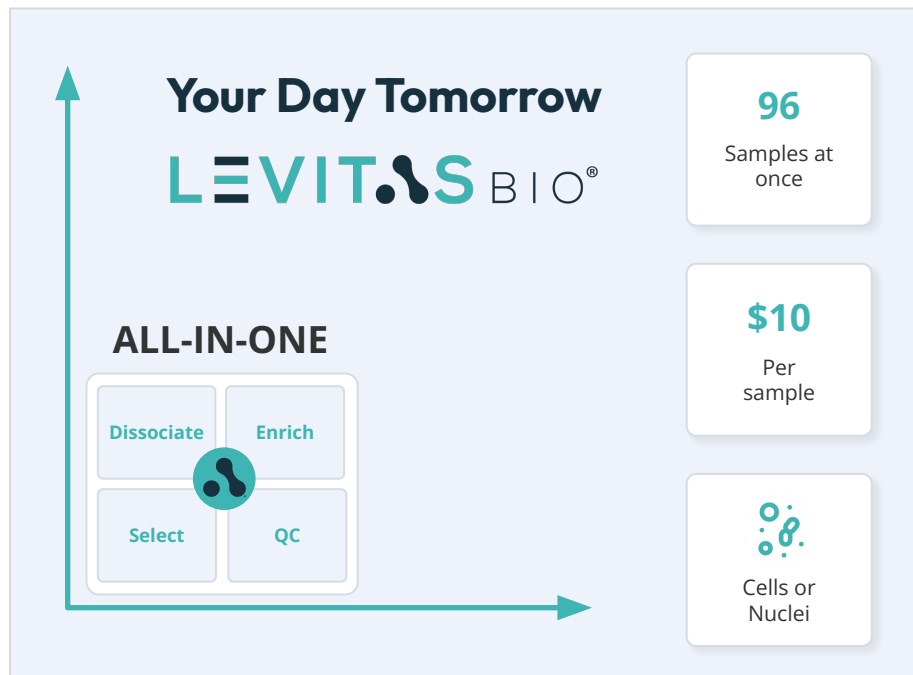 Your Day Tomorrow
LEVITAS BIO®
ALL-IN-ONE
Dissociate
Enrich
Select
QC
96
Samples at
once
$10
Per
sample
Cells or
Nuclei